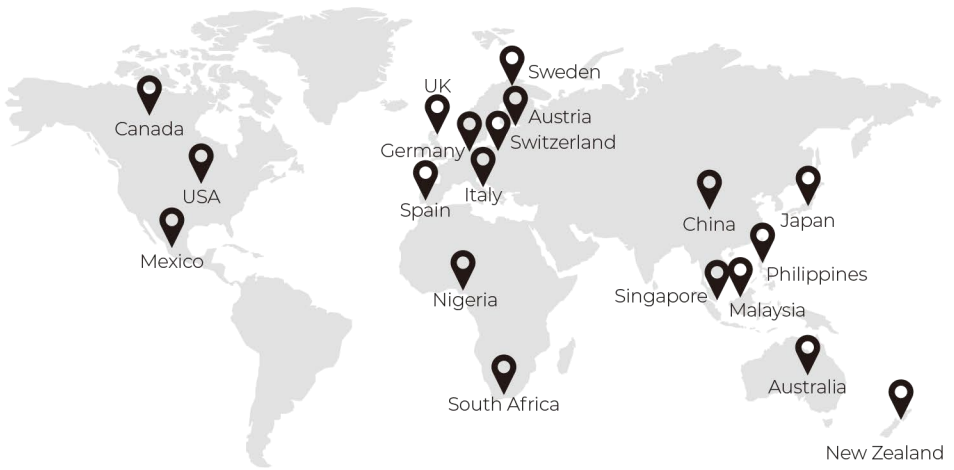 Sweden
UK
Austria
Canada
Switzerland
Germany
Italy
USA
Spain
Japan
China
Mexico
Philippines
Singapore
Nigeria
Malaysia
Australia
South Africa
New Zealand